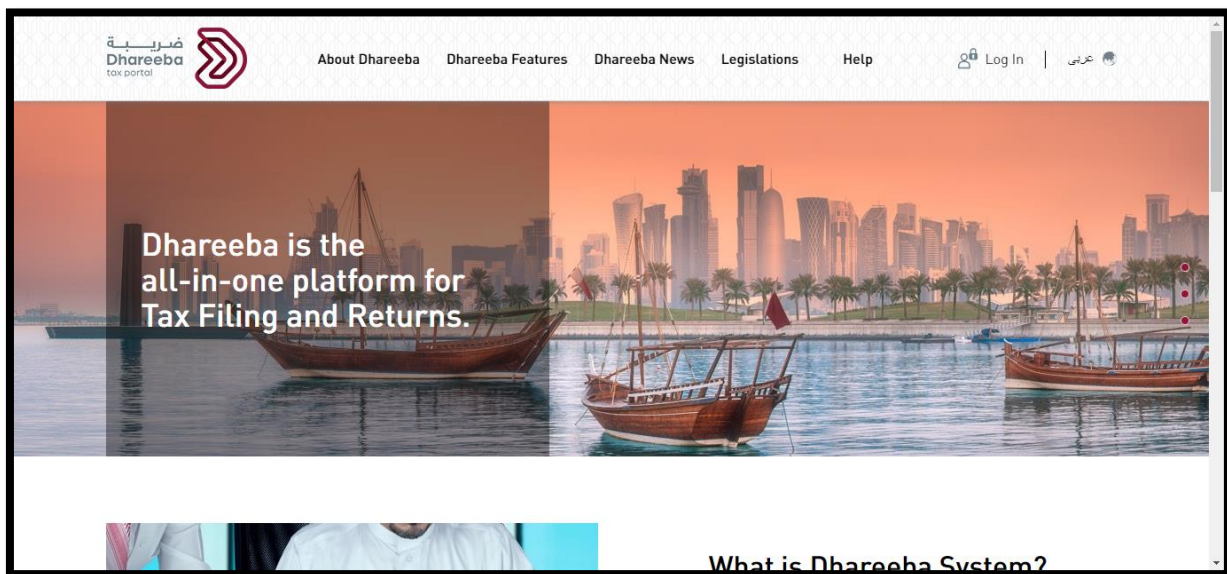 ضريـــبـــة
Dhareeba
tax portal
About Dhareeba
Dhareeba Features
Dhareeba News
Legislations
Help
Log In
عربي
Dhareeba is the
all-in-one platform for
Tax Filing and Returns.
What is Dhareeba System?